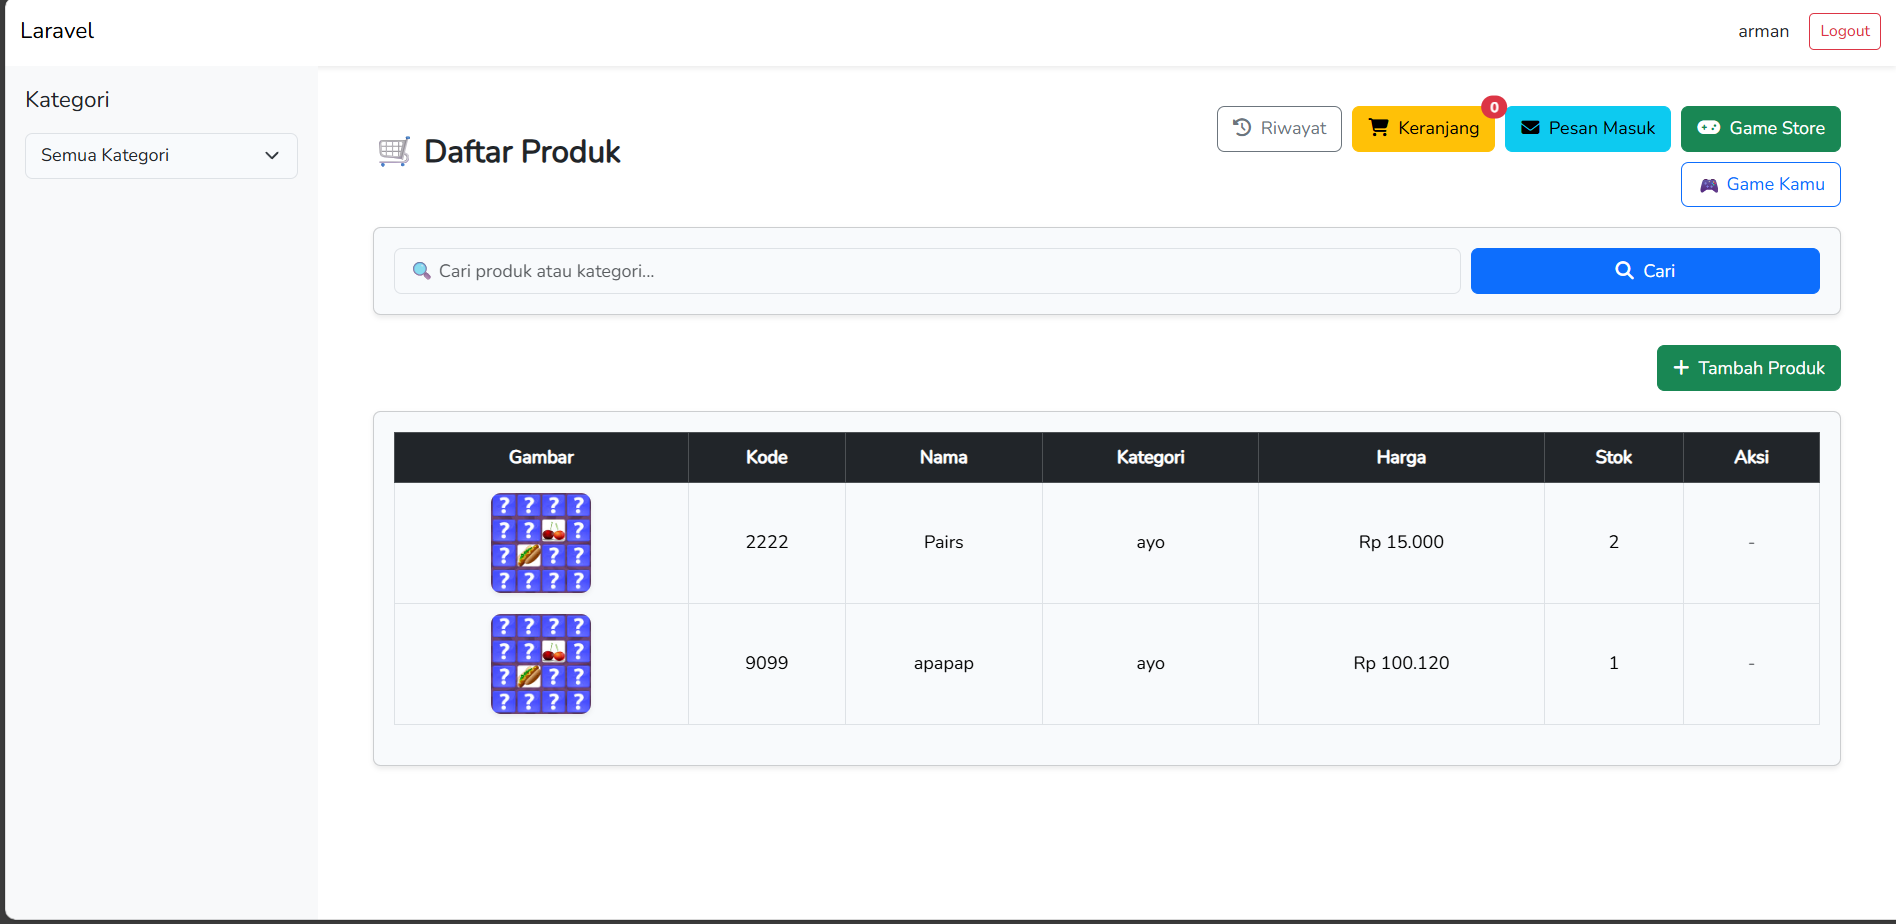 Laravel
arman
Logout
Kategori
Semua Kategori
Daftar Produk
Riwayat
Keranjang
0
Pesan Masuk
Game Store
Game Kamu
Cari produk atau kategori...
Cari
+ Tambah Produk
Gambar Kode Nama Kategori Harga Stok Aksi
? ? ? ?
? ? ?
? ? ?
? ? ? ?
2222 Pairs ayo Rp 15.000 2 -
? ? ? ?
? ? ?
? ? ?
? ? ? ?
9099 apapap ayo Rp 100.120 1 -